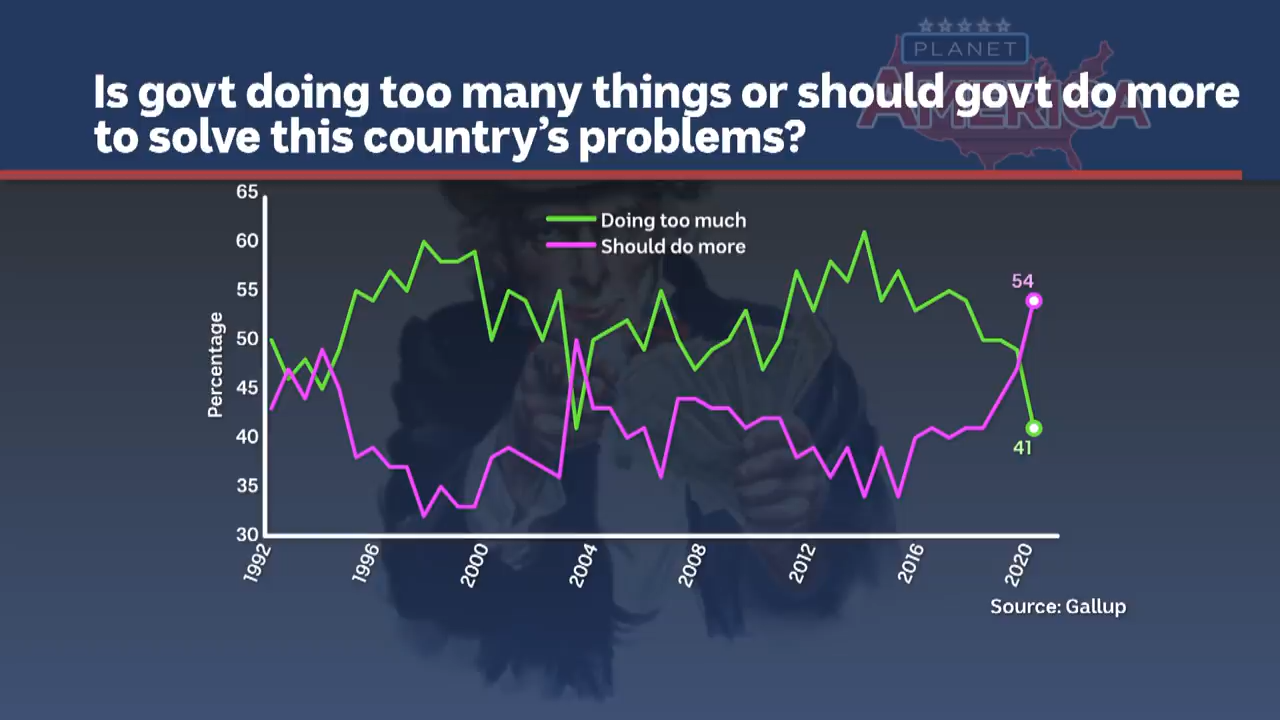 PLANET
AMERICA
Is govt doing too many things or should govt do more
to solve this country's problems?
65
60
55
50
45
40
35
30
Percentage
Doing too much
Should do more
54
41
1992
1996
2000
2004
2008
2012
2016
2020
Source: Gallup